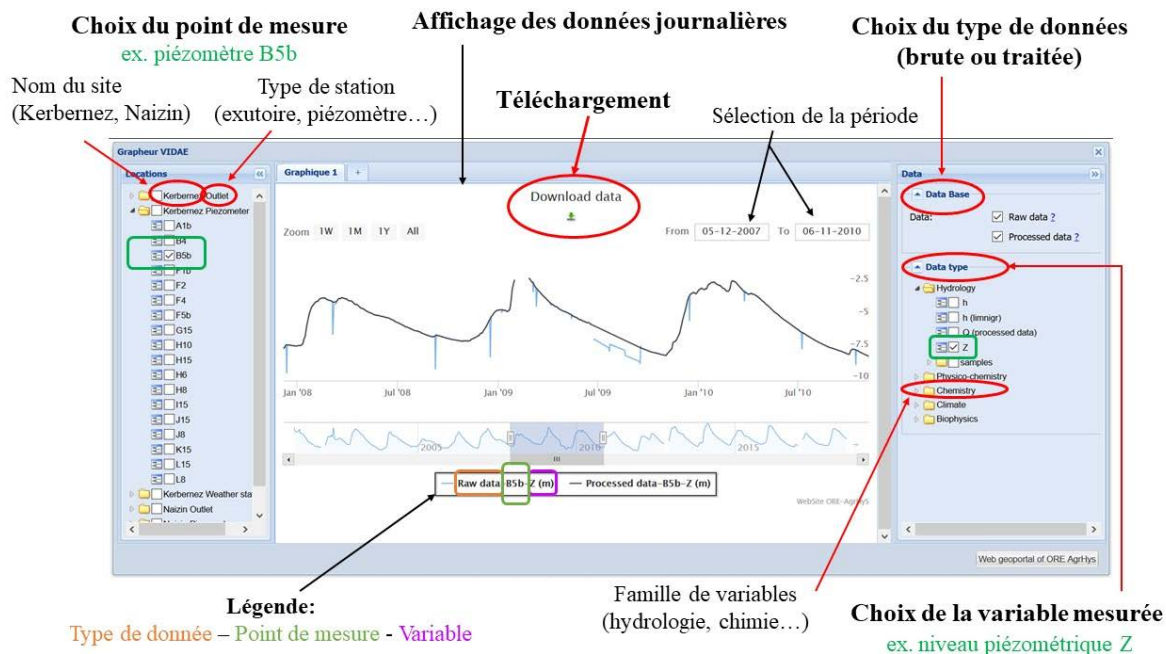 Choix du point de mesure
ex. piézomètre B5b
Affichage des données journalières
Choix du type de données
(brute ou traitée)
Nom du site
(Kerbernez, Naizin)
Type de station
(exutoire, piézomètre…)
Téléchargement
Sélection de la période
Grapheur VIDAE
Locations
Kerbernez Outlet
Kerbernez Piezometer
A1b
B4
B5b
F1b
F2
F4
F5b
G15
H10
H15
H6
H8
I15
J15
J8
K15
L15
L8
Kerbernez Weather sta
Naizin Outlet
Graphique 1
+
Download data
Zoom 1W 1M 1Y All
From 05-12-2007 To 06-11-2010
-2.5
-5
-7.5
-10
Jan '08 Jul '08 Jan '09 Jul '09 Jan '10 Jul '10
2005 2010 2015
Raw data-B5b-Z (m) Processed data-B5b-Z (m)
WebSite ORE-AgrHyS
Data
Data Base
Data:
Raw data ?
Processed data ?
Data type
Hydrology
h
h (limnigr)
Q (processed data)
Z
samples
Physico-chemistry
Chemistry
Climate
Biophysics
Web geoportal of ORE AgrHys
Légende:
Type de donnée – Point de mesure - Variable
Famille de variables
(hydrologie, chimie…)
Choix de la variable mesurée
ex. niveau piézométrique Z